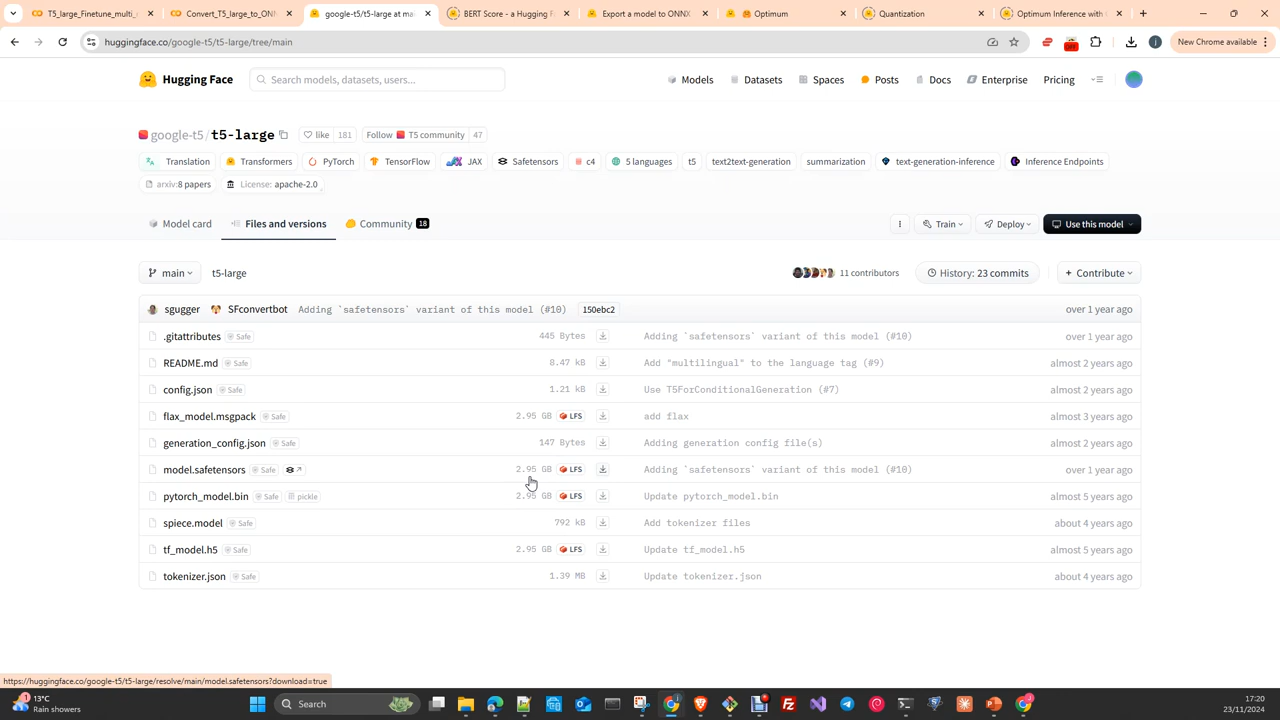 T5_large_Finetune_multi_
Convert_T5_large_to_ONN
google-t5/t5-large at ma
BERT Score - a Hugging F
Export a model to ONNX
Optimum
Quantization
Optimum Inference with
huggingface.co/google-t5/t5-large/tree/main
OFF
New Chrome available
Hugging Face
Search models, datasets, users...
Models
Datasets
Spaces
Posts
Docs
Enterprise
Pricing
google-t5/t5-large
like 181
Follow T5 community 47
Translation Transformers PyTorch TensorFlow JAX Safetensors c4 5 languages t5 text2text-generation summarization text-generation-inference Inference Endpoints
arxiv:8 papers License: apache-2.0
Model card Files and versions Community 18
Train Deploy Use this model
main t5-large 11 contributors History: 23 commits + Contribute
sgugger SFconvertbot Adding `safetensors` variant of this model (#10) 150ebc2 over 1 year ago
.gitattributes Safe 445 Bytes Adding `safetensors` variant of this model (#10) over 1 year ago
README.md Safe 8.47 kB Add "multilingual" to the language tag (#9) almost 2 years ago
config.json Safe 1.21 kB Use T5ForConditionalGeneration (#7) almost 2 years ago
flax_model.msgpack Safe 2.95 GB LFS add flax almost 3 years ago
generation_config.json Safe 147 Bytes Adding generation config file(s) almost 2 years ago
model.safetensors Safe 2.95 GB LFS Adding `safetensors` variant of this model (#10) over 1 year ago
pytorch_model.bin Safe pickle 2.95 GB LFS Update pytorch_model.bin almost 5 years ago
spiece.model Safe 792 kB Add tokenizer files about 4 years ago
tf_model.h5 Safe 2.95 GB LFS Update tf_model.h5 almost 5 years ago
tokenizer.json Safe 1.39 MB Update tokenizer.json about 4 years ago
https://huggingface.co/google-t5/t5-large/resolve/main/model.safetensors?download=true
1
13°C
Rain showers
Search
17:20
23/11/2024